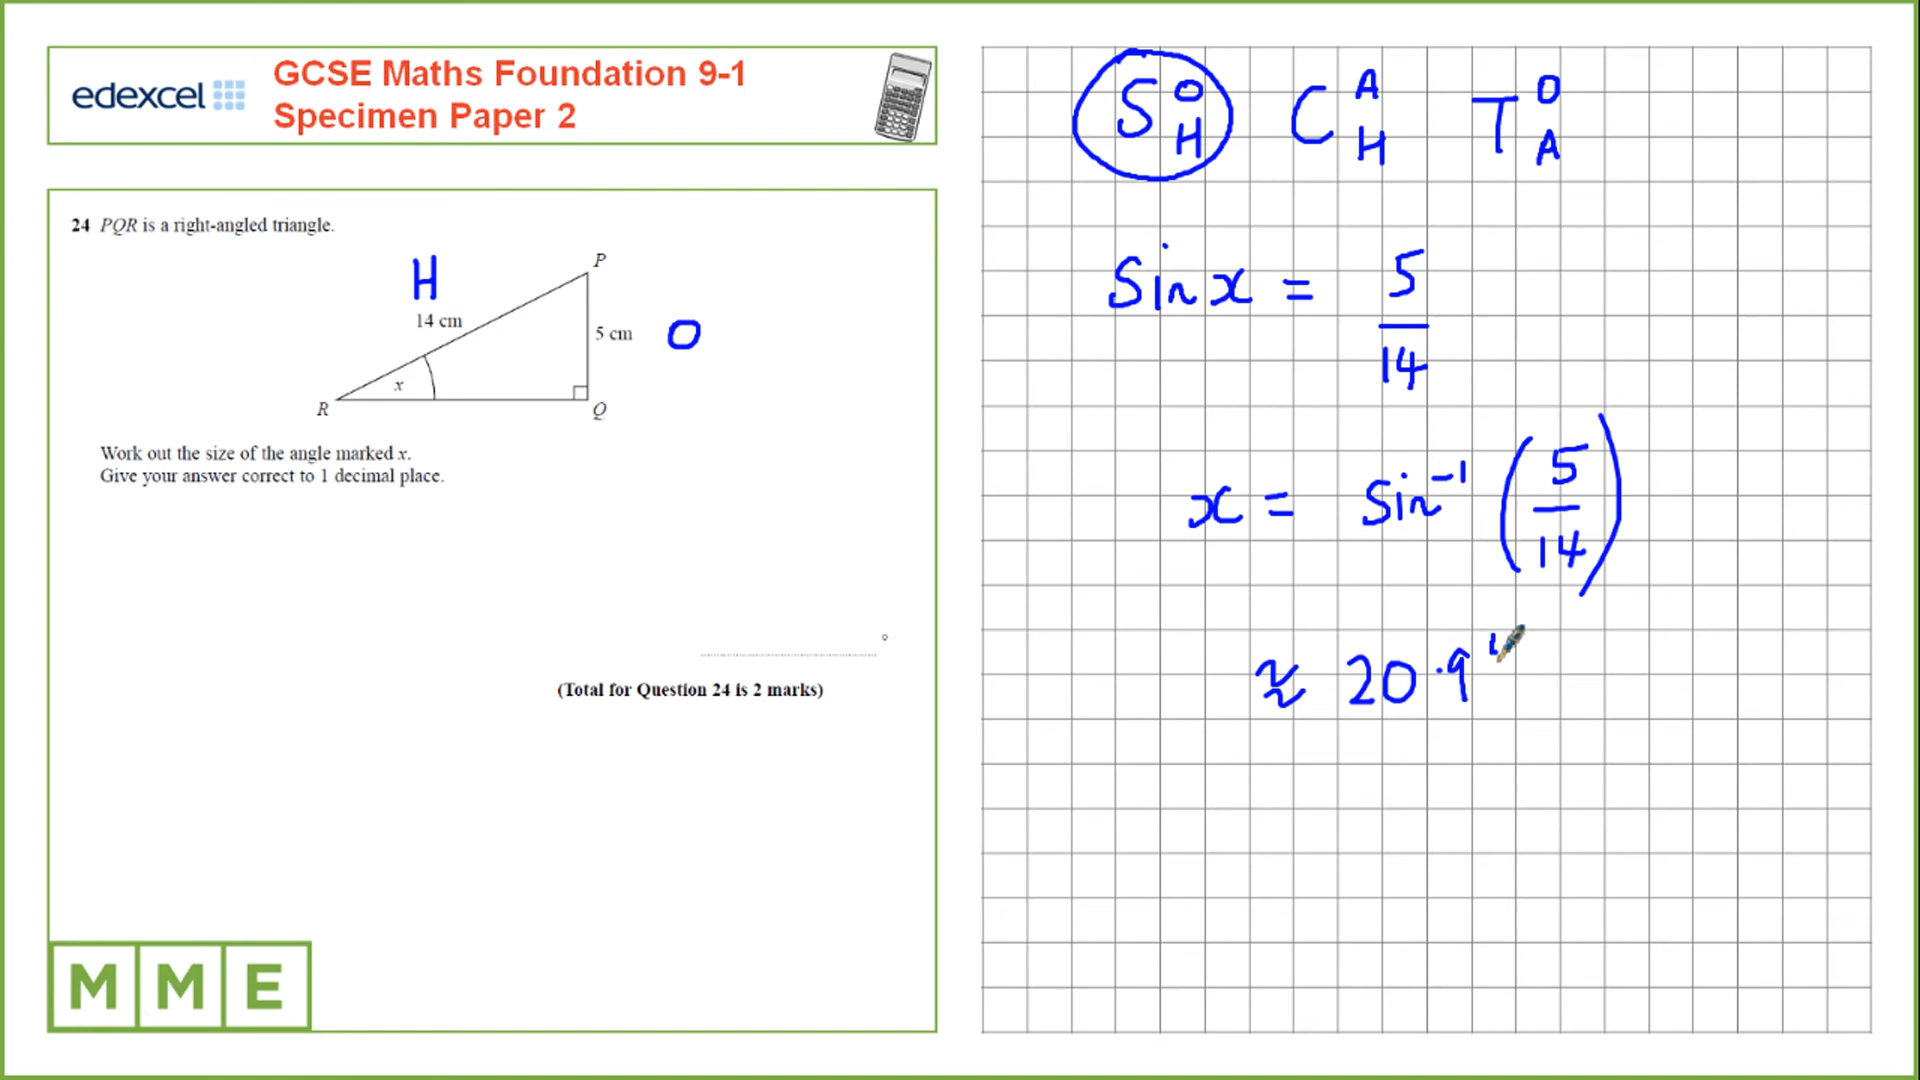 edexcel
GCSE Maths Foundation 9-1
Specimen Paper 2
24 PQR is a right-angled triangle.
H
P
14 cm
5 cm
O
x
R
Q
Work out the size of the angle marked x.
Give your answer correct to 1 decimal place.
°
(Total for Question 24 is 2 marks)
MME
S O H C A H T O A
Sin x = 5/14
x = Sin⁻¹ (5/14)
≈ 20.9